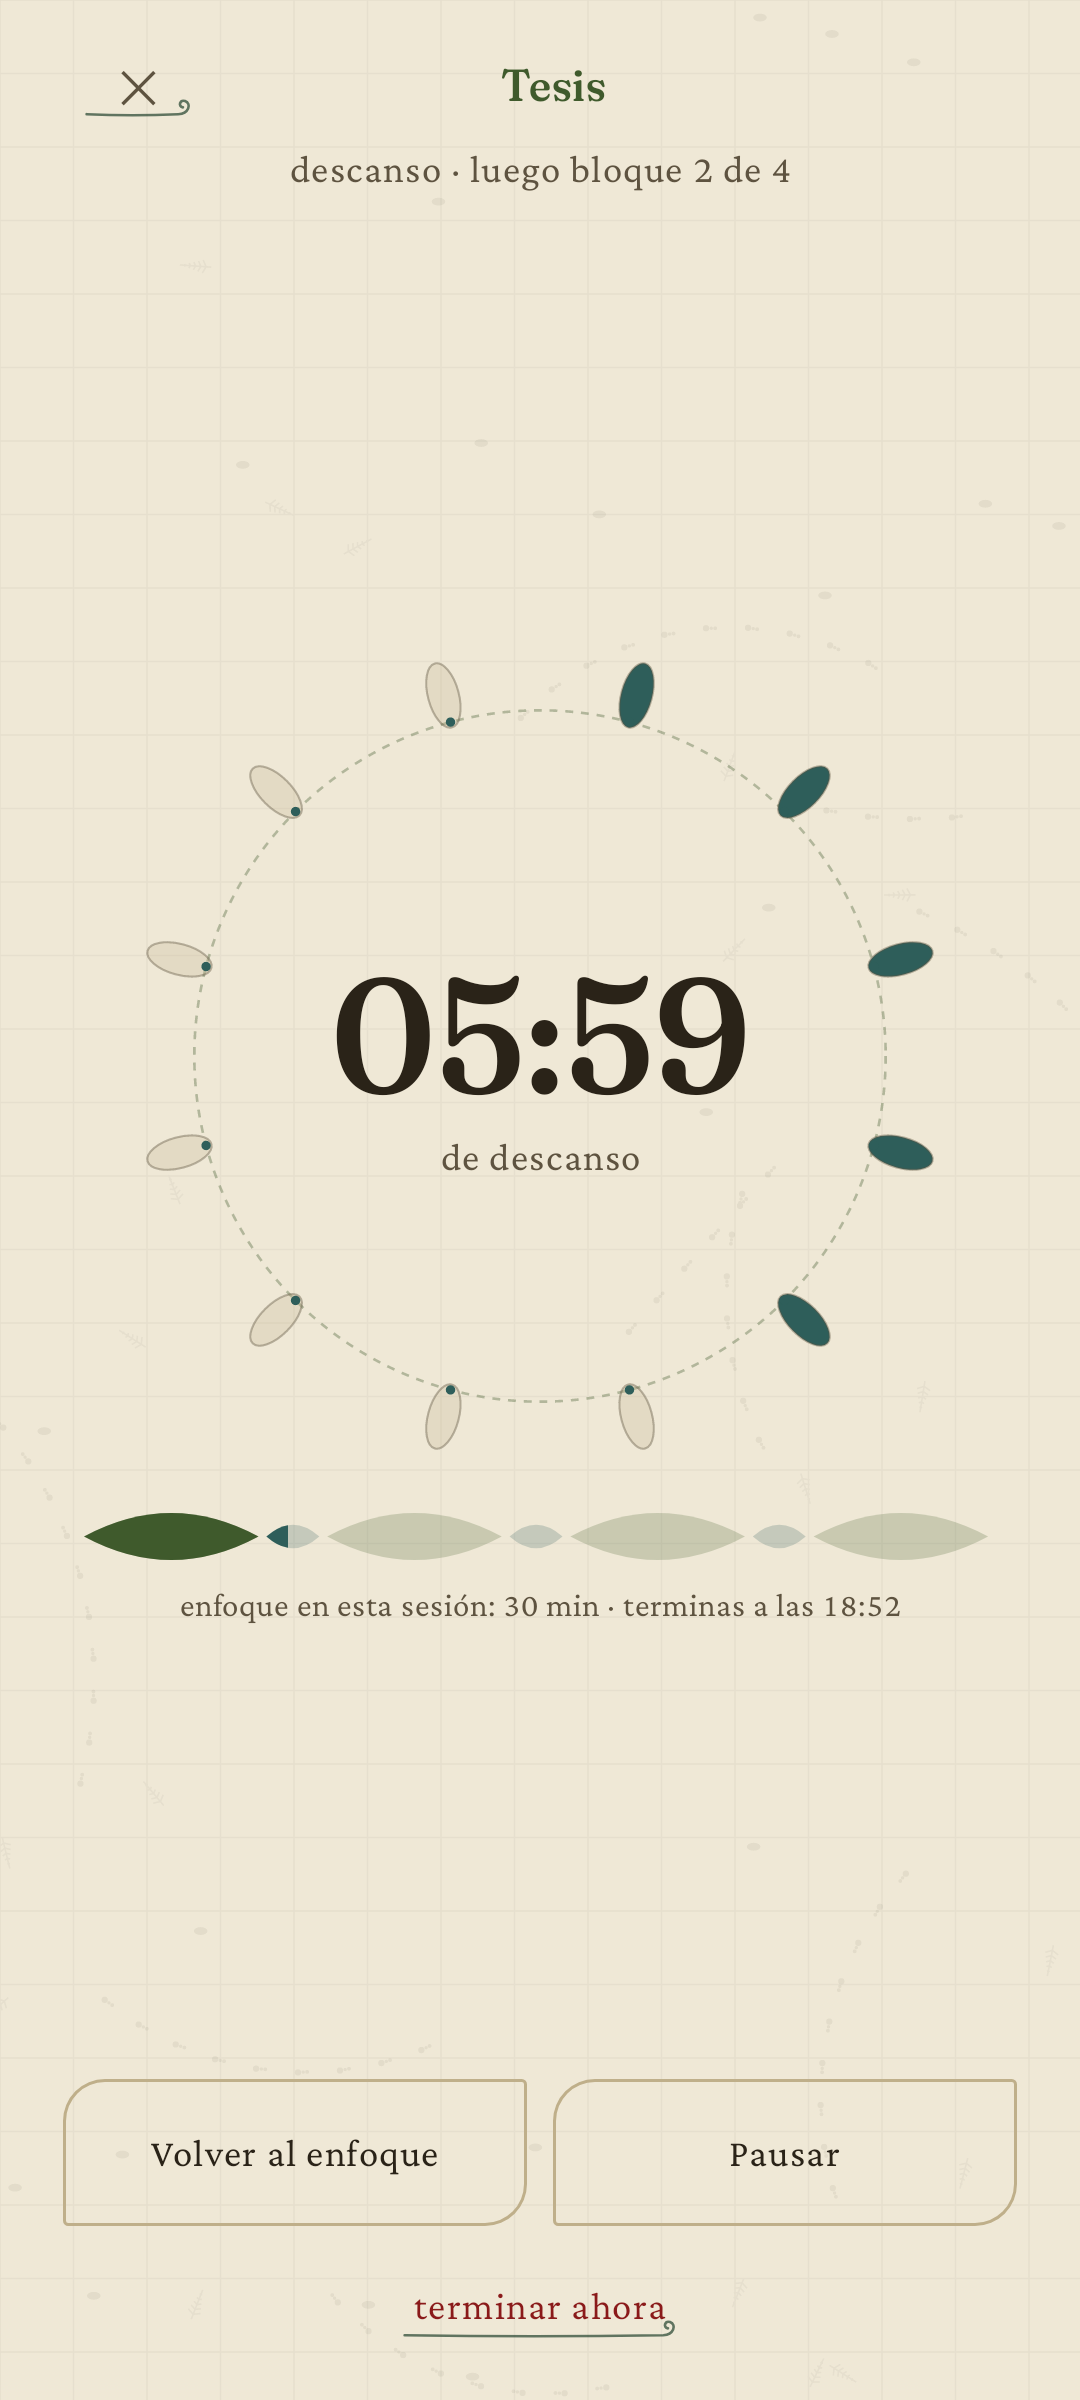 Tesis
descanso · luego bloque 2 de 4
05:59
de descanso
enfoque en esta sesión: 30 min · terminas a las 18:52
Volver al enfoque
Pausar
terminar ahora